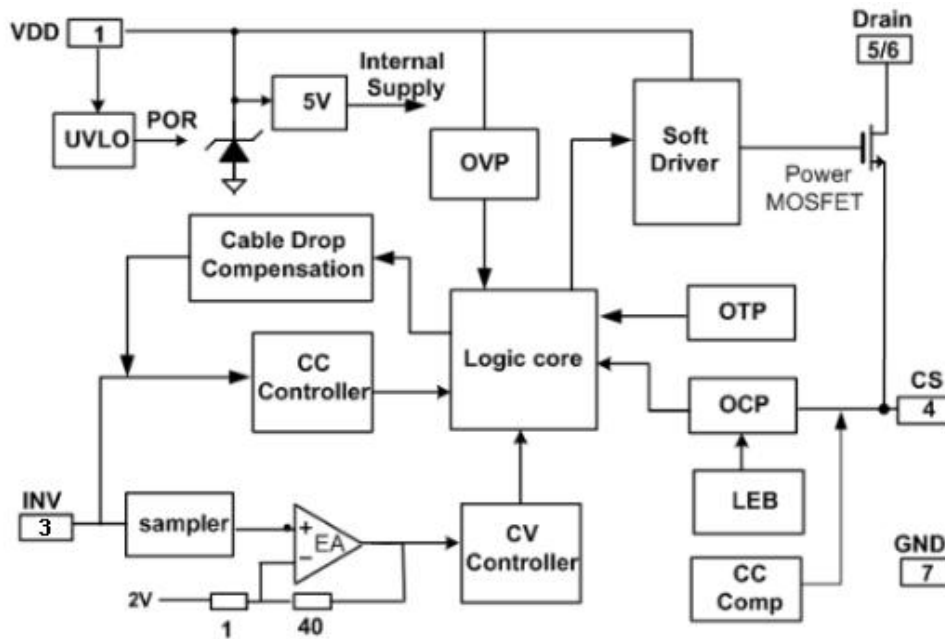 VDD
1
Drain
5/6
Internal
Supply
5V
UVLO
POR
OVP
Soft
Driver
Power
MOSFET
Cable Drop
Compensation
Logic core
OTP
CC
Controller
OCP
CS
4
LEB
INV
3
sampler
+
EA
−
CV
Controller
CC
Comp
GND
7
2V
1
40